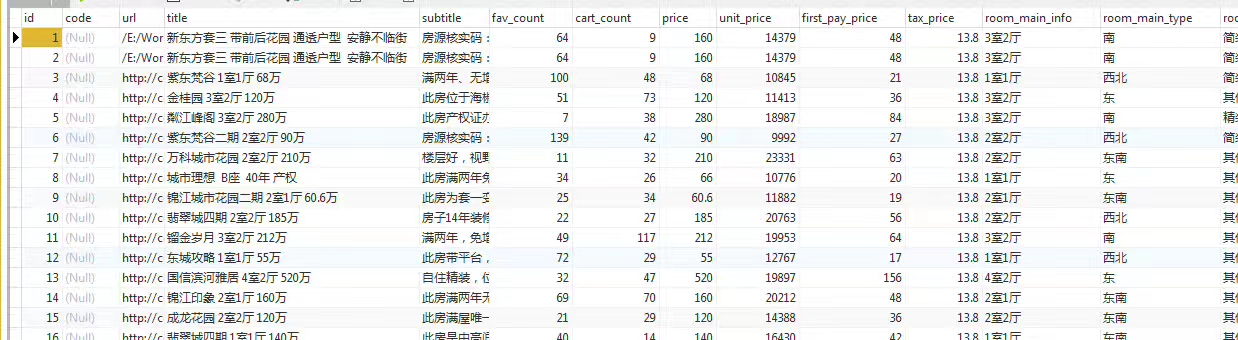 id code url title subtitle fav_count cart_count price unit_price first_pay_price tax_price room_main_info room_main_type roo
1 (Null) /E:/Wor 新东方套三 带前后花园 通透户型 安静不临街 房源核实码： 64 9 160 14379 48 13.8 3室2厅 南 简装
2 (Null) /E:/Wor 新东方套三 带前后花园 通透户型 安静不临街 房源核实码： 64 9 160 14379 48 13.8 3室2厅 南 简装
3 (Null) http://c 紫东梵谷 1室1厅 68万 满两年、无 100 48 68 10845 21 13.8 1室1厅 西北 简装
4 (Null) http://c 金桂园 3室2厅 120万 此房位于海 51 73 120 11413 36 13.8 3室2厅 东 其他
5 (Null) http://c 粼江峰阁 3室2厅 280万 此房产权证 7 38 280 18987 84 13.8 3室2厅 南 精装
6 (Null) http://c 紫东梵谷二期 2室2厅 90万 房源核实码： 139 42 90 9992 27 13.8 2室2厅 西北 简装
7 (Null) http://c 万科城市花园 2室2厅 210万 楼层好，视野 11 32 210 23331 63 13.8 2室2厅 东南 其他
8 (Null) http://c 城市理想 B座 40年 产权 此房满两年免 34 26 66 10776 20 13.8 1室1厅 东 其他
9 (Null) http://c 锦江城市花园二期 2室1厅 60.6万 此房为套一变 25 34 60.6 11882 19 13.8 2室1厅 东南 其他
10 (Null) http://c 翡翠城四期 2室2厅 185万 房子14年装修 22 27 185 20763 56 13.8 2室2厅 西北 其他
11 (Null) http://c 镏金岁月 3室2厅 212万 满两年，免 49 117 212 19953 64 13.8 3室2厅 南 其他
12 (Null) http://c 东城攻略 1室1厅 55万 此房带平台， 72 29 55 12767 17 13.8 1室1厅 西北 其他
13 (Null) http://c 国信滨河雅居 4室2厅 520万 自住精装，位 32 47 520 19897 156 13.8 4室2厅 东 其他
14 (Null) http://c 锦江印象 2室1厅 160万 此房满两年无 69 70 160 20212 48 13.8 2室1厅 东南 其他
15 (Null) http://c 成龙花园 2室2厅 120万 此房满屋唯一 21 29 120 14388 36 13.8 2室2厅 东南 其他
16 (Null) http://c 翡翠城四期 1室1厅 140万 此房是中高 40 14 140 16430 42 13.8 1室1厅 东南 其他